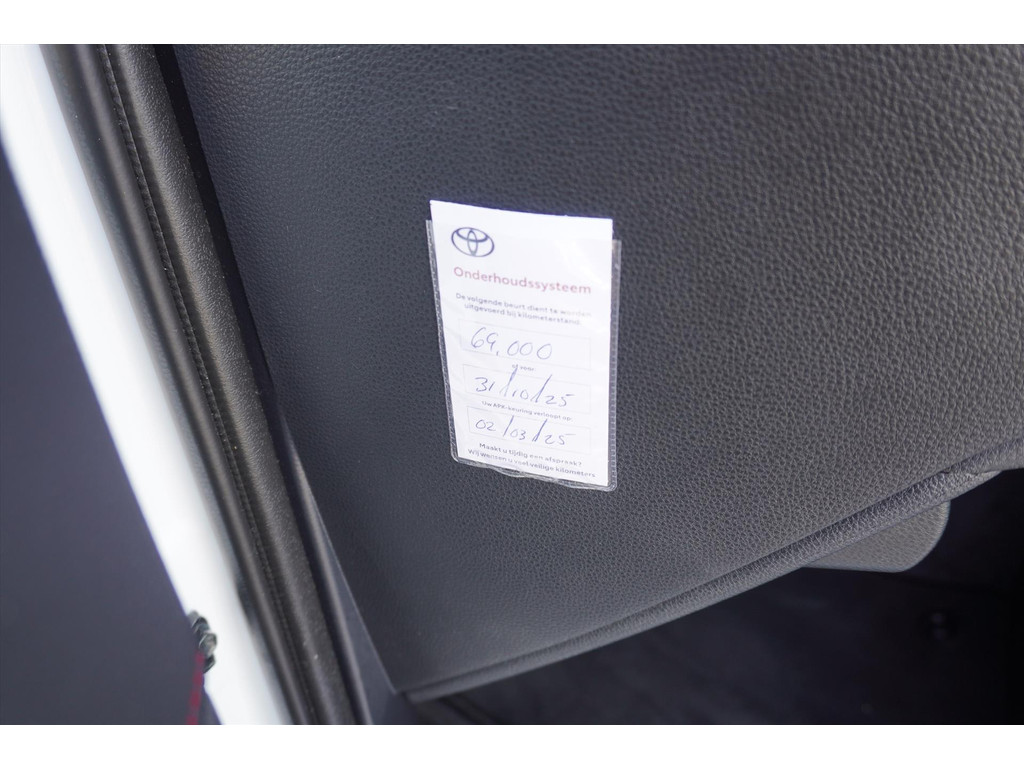 Onderhoudssysteem
De volgende beurt dient te worden
uitgevoerd bij kilometerstand:
69.000
of voor:
31/10/25
Uw APK-keuring verloopt op:
02/03/25
Maakt u tijdig een afspraak?
Wij wensen u veel veilige kilometers